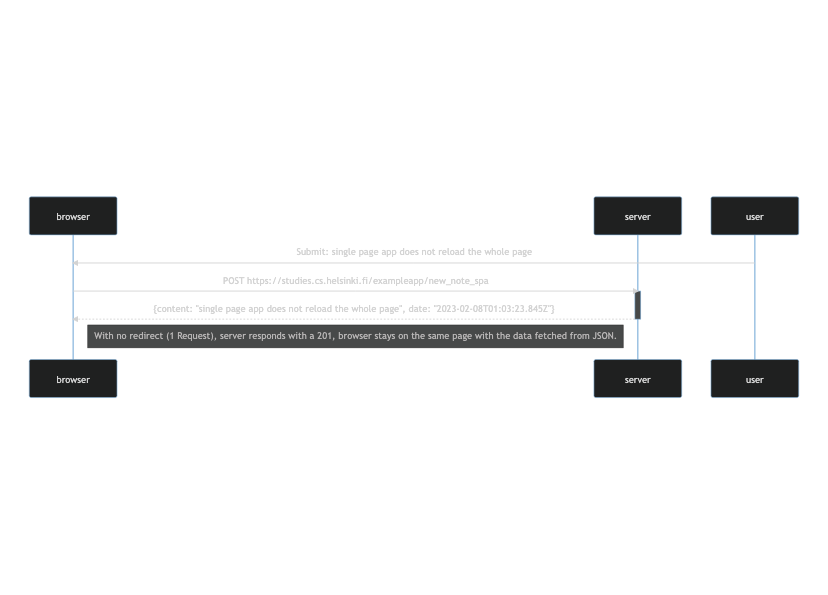 browser
server
user
Submit: single page app does not reload the whole page
POST https://studies.cs.helsinki.fi/exampleapp/new_note_spa
{content: "single page app does not reload the whole page", date: "2023-02-08T01:03:23.845Z"}
With no redirect (1 Request), server responds with a 201, browser stays on the same page with the data fetched from JSON.
browser
server
user